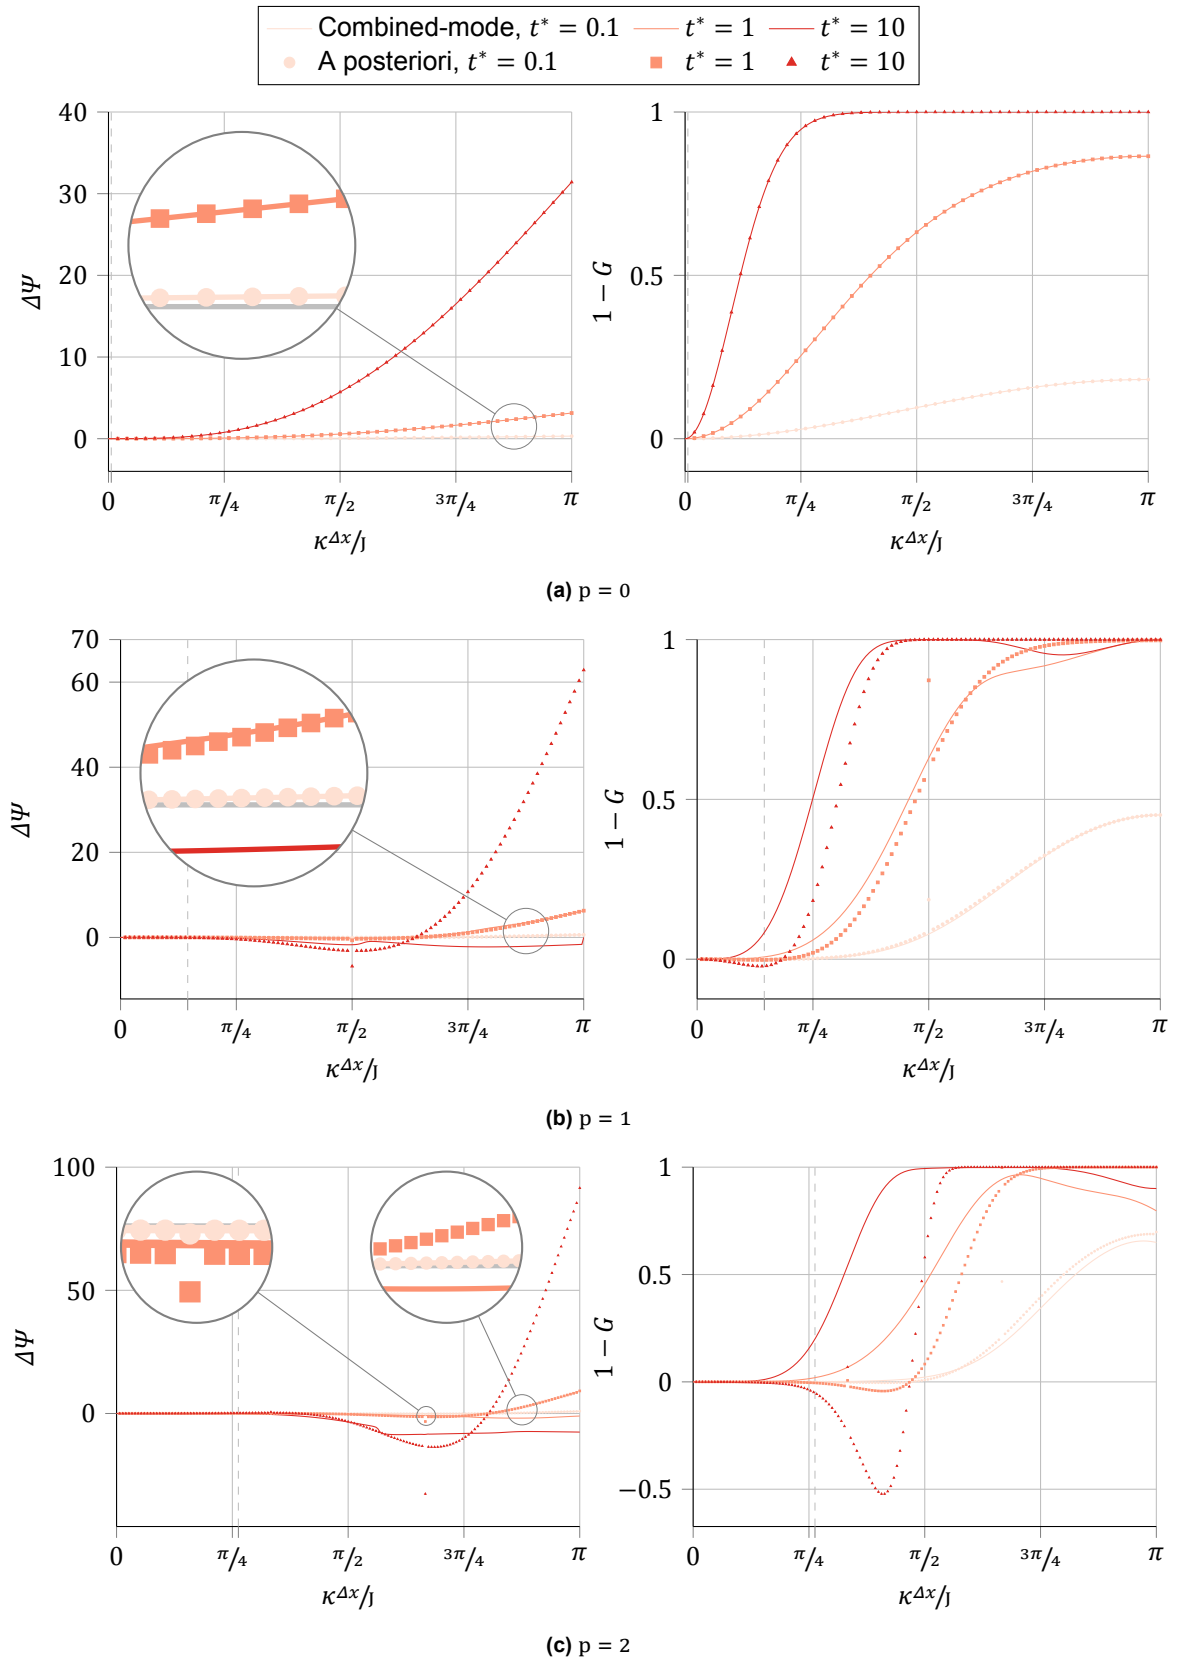 Combined-mode, t* = 0.1 t* = 1 t* = 10
A posteriori, t* = 0.1 t* = 1 t* = 10
40
30
20
10
0
ΔΨ
0 π/4 π/2 3π/4 π
κΔx/J
1
0.5
0
1 − G
0 π/4 π/2 3π/4 π
κΔx/J
(a) p = 0
70
60
40
20
0
ΔΨ
0 π/4 π/2 3π/4 π
κΔx/J
1
0.5
0
1 − G
0 π/4 π/2 3π/4 π
κΔx/J
(b) p = 1
100
50
0
ΔΨ
0 π/4 π/2 3π/4 π
κΔx/J
1
0.5
0
−0.5
1 − G
0 π/4 π/2 3π/4 π
κΔx/J
(c) p = 2